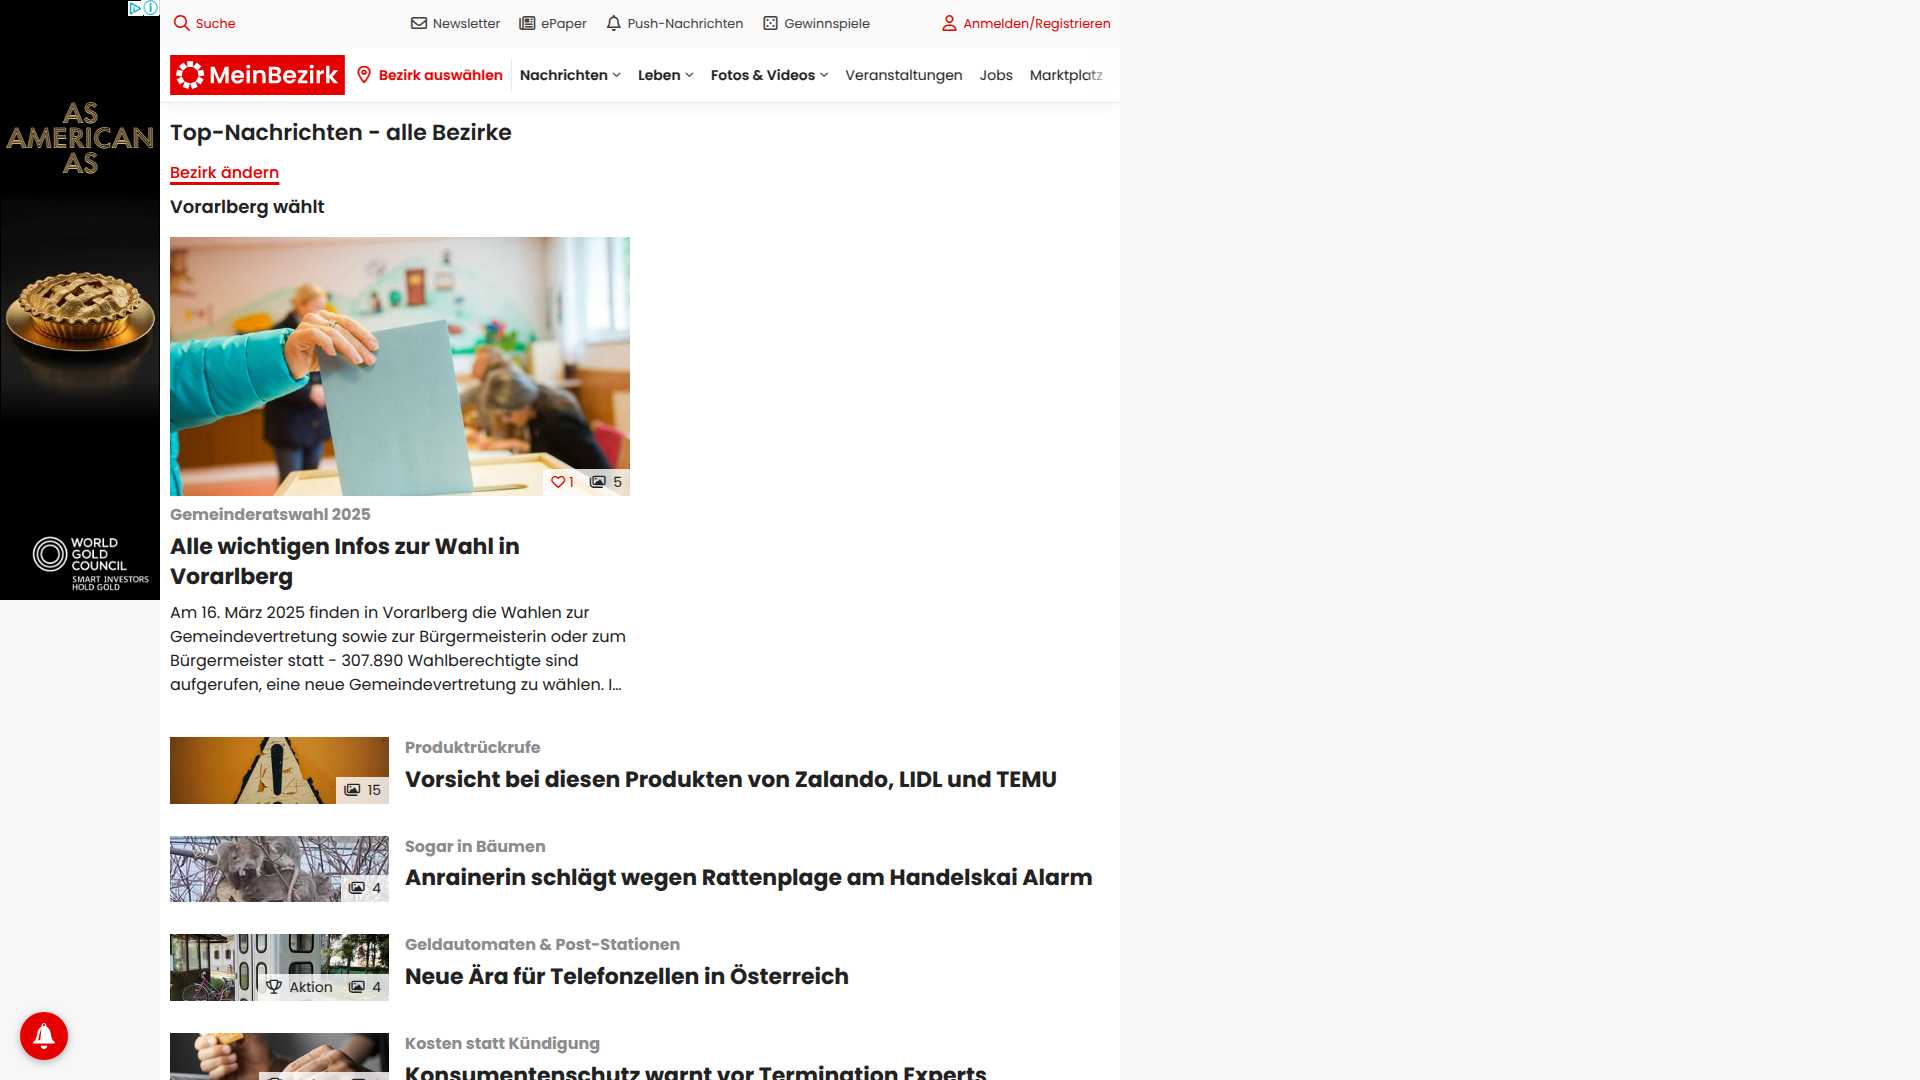 Suche
Newsletter
ePaper
Push-Nachrichten
Gewinnspiele
Anmelden/Registrieren
MeinBezirk
Bezirk auswählen
Nachrichten
Leben
Fotos & Videos
Veranstaltungen
Jobs
Marktplatz
AS
AMERICAN
AS
WORLD
GOLD
COUNCIL
SMART INVESTORS
HOLD GOLD
Top-Nachrichten - alle Bezirke
Bezirk ändern
Vorarlberg wählt
1 5
Gemeinderatswahl 2025
Alle wichtigen Infos zur Wahl in
Vorarlberg
Am 16. März 2025 finden in Vorarlberg die Wahlen zur
Gemeindevertretung sowie zur Bürgermeisterin oder zum
Bürgermeister statt - 307.890 Wahlberechtigte sind
aufgerufen, eine neue Gemeindevertretung zu wählen. I...
15
Produktrückrufe
Vorsicht bei diesen Produkten von Zalando, LIDL und TEMU
4
Sogar in Bäumen
Anrainerin schlägt wegen Rattenplage am Handelskai Alarm
Aktion 4
Geldautomaten & Post-Stationen
Neue Ära für Telefonzellen in Österreich
Kosten statt Kündigung
Konsumentenschutz warnt vor Termination Experts